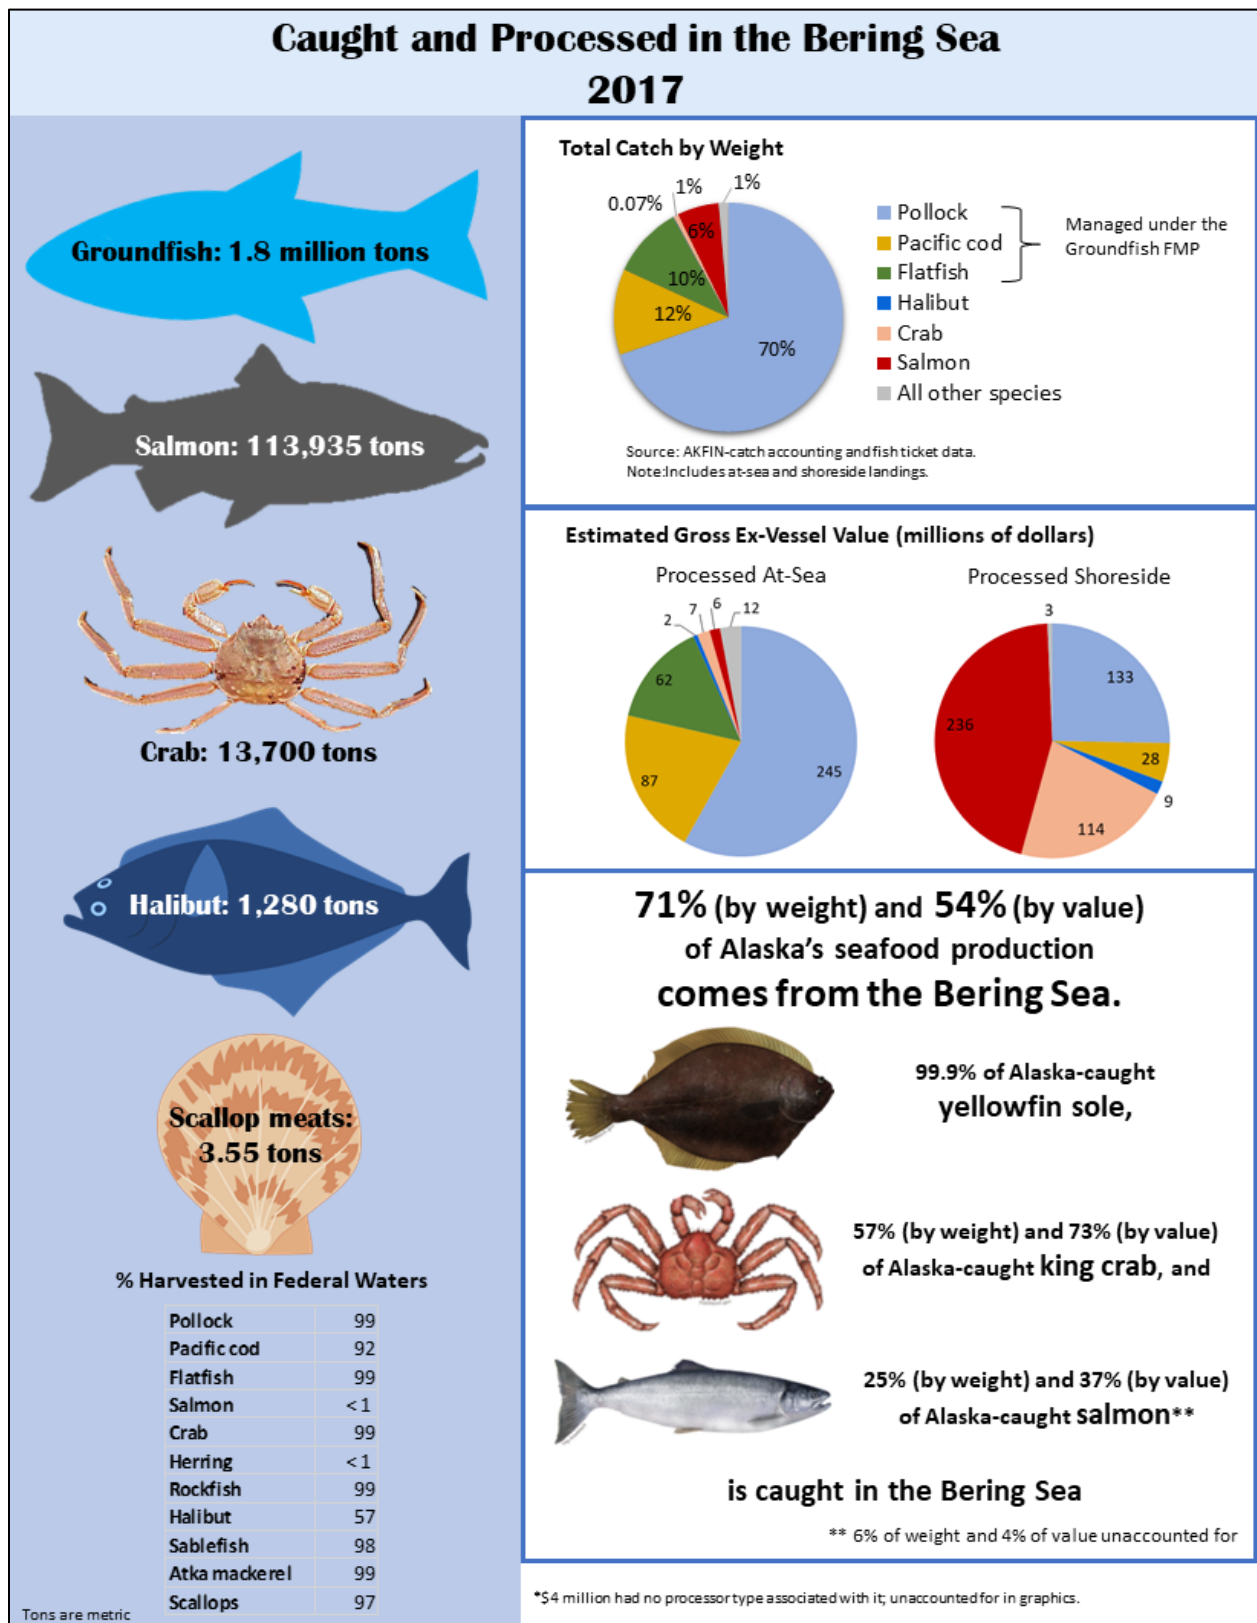 Caught and Processed in the Bering Sea
2017
Groundfish: 1.8 million tons
Salmon: 113,935 tons
Crab: 13,700 tons
Halibut: 1,280 tons
Scallop meats:
3.55 tons
% Harvested in Federal Waters
Pollock 99
Pacific cod 92
Flatfish 99
Salmon <1
Crab 99
Herring <1
Rockfish 99
Halibut 57
Sablefish 98
Atka mackerel 99
Scallops 97
Tons are metric
Total Catch by Weight
0.07%
1%
1%
6%
10%
12%
70%
Pollock
Pacific cod
Flatfish
Halibut
Crab
Salmon
All other species
Managed under the
Groundfish FMP
Source: AKFIN-catch accounting and fish ticket data.
Note:Includes at-sea and shoreside landings.
Estimated Gross Ex-Vessel Value (millions of dollars)
Processed At-Sea
2
7
6
12
62
87
245
Processed Shoreside
3
133
236
28
9
114
71% (by weight) and 54% (by value)
of Alaska’s seafood production
comes from the Bering Sea.
99.9% of Alaska-caught
yellowfin sole,
57% (by weight) and 73% (by value)
of Alaska-caught king crab, and
25% (by weight) and 37% (by value)
of Alaska-caught salmon**
is caught in the Bering Sea
** 6% of weight and 4% of value unaccounted for
*$4 million had no processor type associated with it; unaccounted for in graphics.